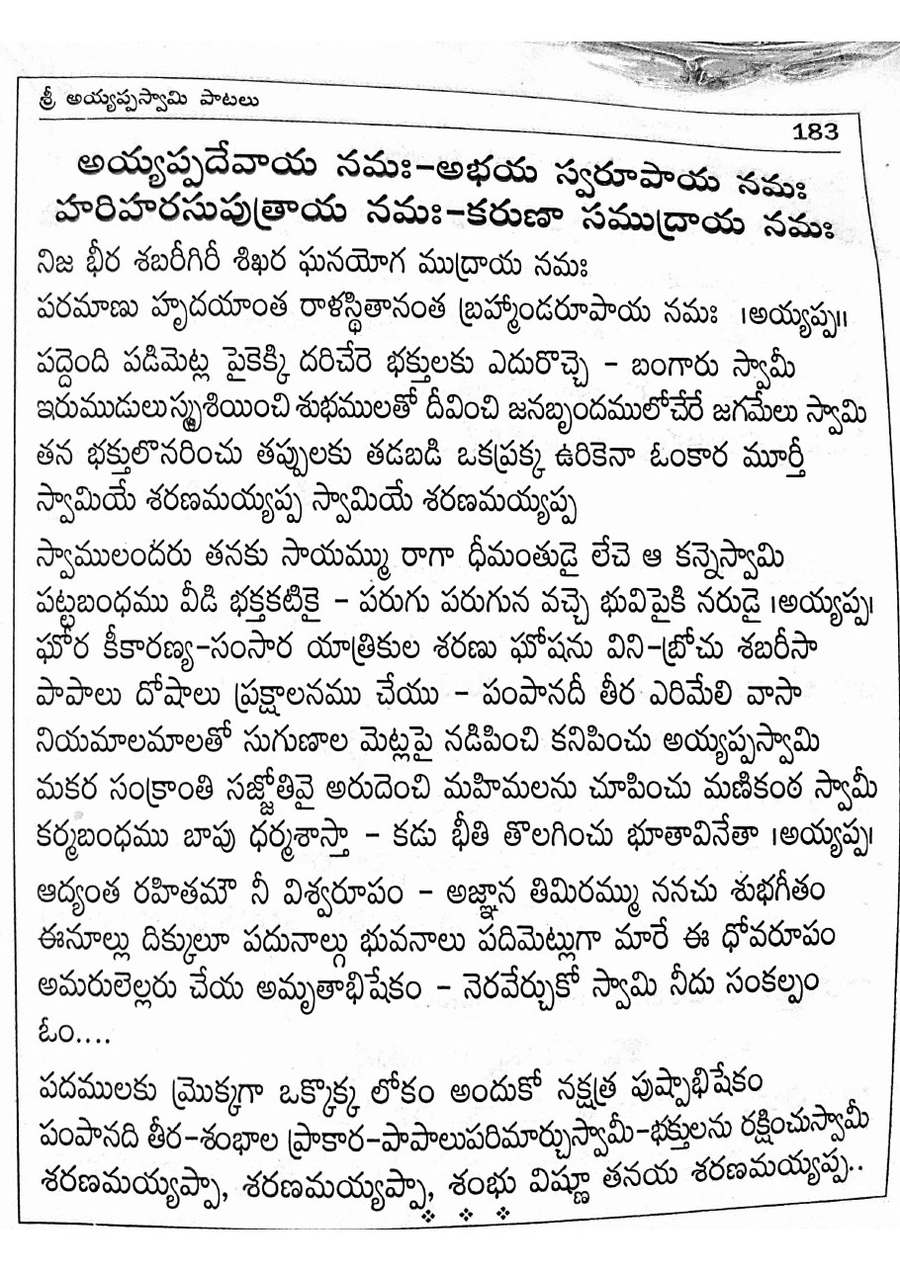 శ్రీ అయ్యప్పస్వామి పాటలు
183
అయ్యప్పదేవాయ నమః-అభయ స్వరూపాయ నమః
హరిహరసుపుత్రాయ నమః-కరుణా సముద్రాయ నమః
నిజ భీర శబరీగిరీ శిఖర ఘనయోగ ముద్రాయ నమః
పరమాణు హృదయాంత రాళస్థితానంత బ్రహ్మాండరూపాయ నమః ।అయ్యప్ప॥
పద్దెంది పడిమెట్ల పైకెక్కి దరిచేరె భక్తులకు ఎదురొచ్చె - బంగారు స్వామీ
ఇరుముడులు స్పృశియించి శుభములతో దీవించి జనబృందములోచేరే జగమేలు స్వామి
తన భక్తులొనరించు తప్పులకు తడబడి ఒకప్రక్క ఉరికెనా ఓంకార మూర్తీ
స్వామియే శరణమయ్యప్ప స్వామియే శరణమయ్యప్ప
స్వాములందరు తనకు సాయమ్ము రాగా ధీమంతుడై లేచె ఆ కన్నెస్వామి
పట్టబంధము వీడి భక్తకటికై - పరుగు పరుగున వచ్చె భువిపైకి నరుడై ।అయ్యప్ప।
ఘోర కీకారణ్య-సంసార యాత్రికుల శరణు ఘోషను విని-బ్రోచు శబరీసా
పాపాలు దోషాలు ప్రక్షాలనము చేయు - పంపానదీ తీర ఎరిమేలి వాసా
నియమాలమాలతో సుగుణాల మెట్లపై నడిపించి కనిపించు అయ్యప్పస్వామి
మకర సంక్రాంతి సజ్జోతివై అరుదెంచి మహిమలను చూపించు మణికంఠ స్వామీ
కర్మబంధము బాపు ధర్మశాస్తా - కడు భీతి తొలగించు భూతావినేతా ।అయ్యప్ప।
ఆద్యంత రహితమౌ నీ విశ్వరూపం - అజ్ఞాన తిమిరమ్ము ననచు శుభగీతం
ఈనూల్లు దిక్కులూ పదునాల్గు భువనాలు పదిమెట్లుగా మారే ఈ ధోవరూపం
అమరులెల్లరు చేయ అమృతాభిషేకం - నెరవేర్చుకో స్వామి నీదు సంకల్పం
ఓం....
పదములకు మ్రొక్కగా ఒక్కొక్క లోకం అందుకో నక్షత్ర పుష్పాభిషేకం
పంపానది తీర-శంభాల ప్రాకార-పాపాలుపరిమార్చుస్వామీ-భక్తులను రక్షించుస్వామీ
శరణమయ్యప్పా, శరణమయ్యప్పా, శంభు విష్ణూ తనయ శరణమయ్యప్ప..